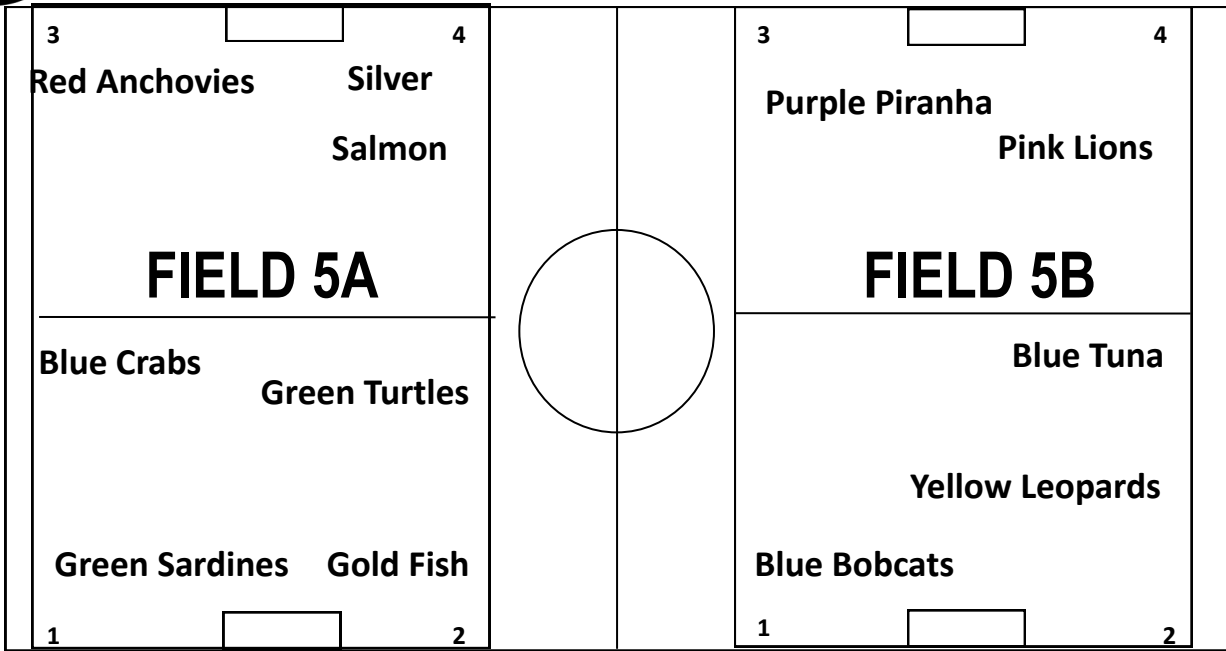 3
4
Red Anchovies
Silver
Salmon
FIELD 5A
Blue Crabs
Green Turtles
Green Sardines
Gold Fish
1
2
3
4
Purple Piranha
Pink Lions
FIELD 5B
Blue Tuna
Yellow Leopards
Blue Bobcats
1
2